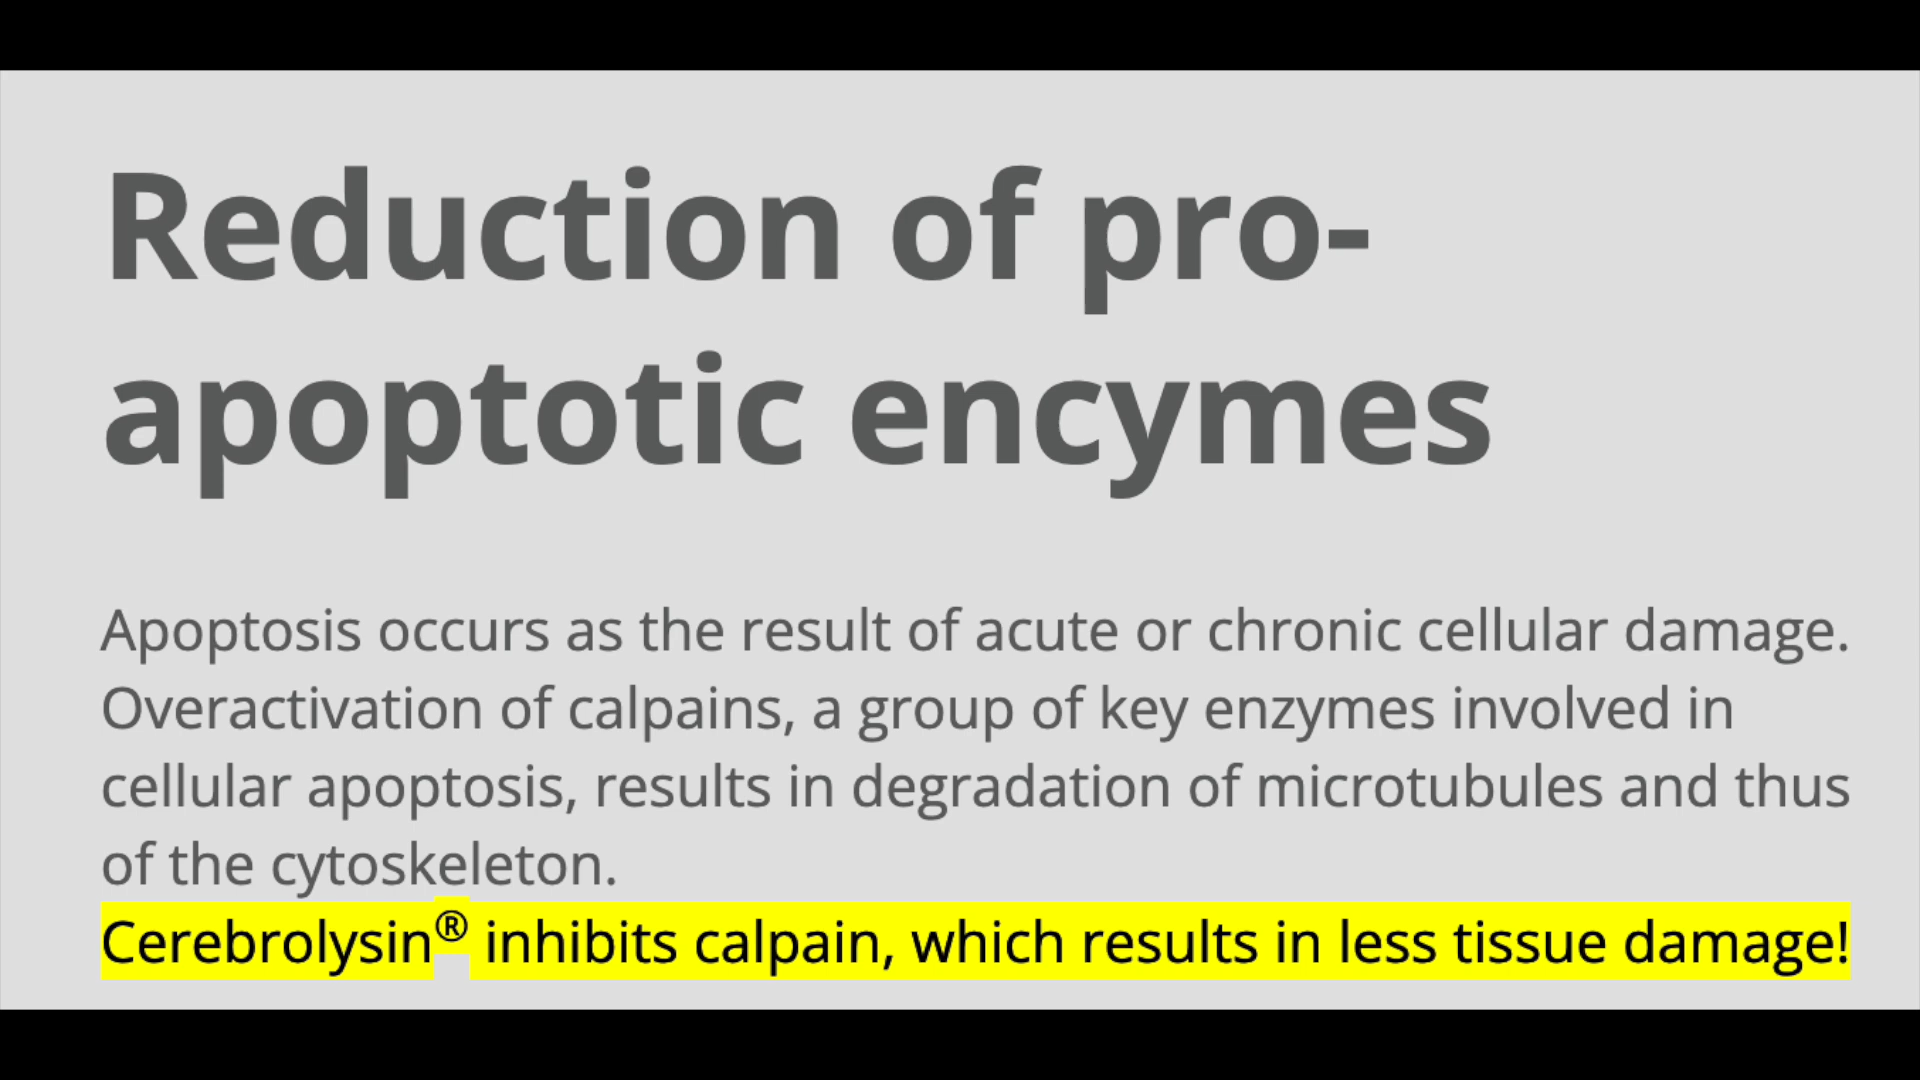 Reduction of pro-
apoptotic encymes
Apoptosis occurs as the result of acute or chronic cellular damage.
Overactivation of calpains, a group of key enzymes involved in
cellular apoptosis, results in degradation of microtubules and thus
of the cytoskeleton.
Cerebrolysin® inhibits calpain, which results in less tissue damage!